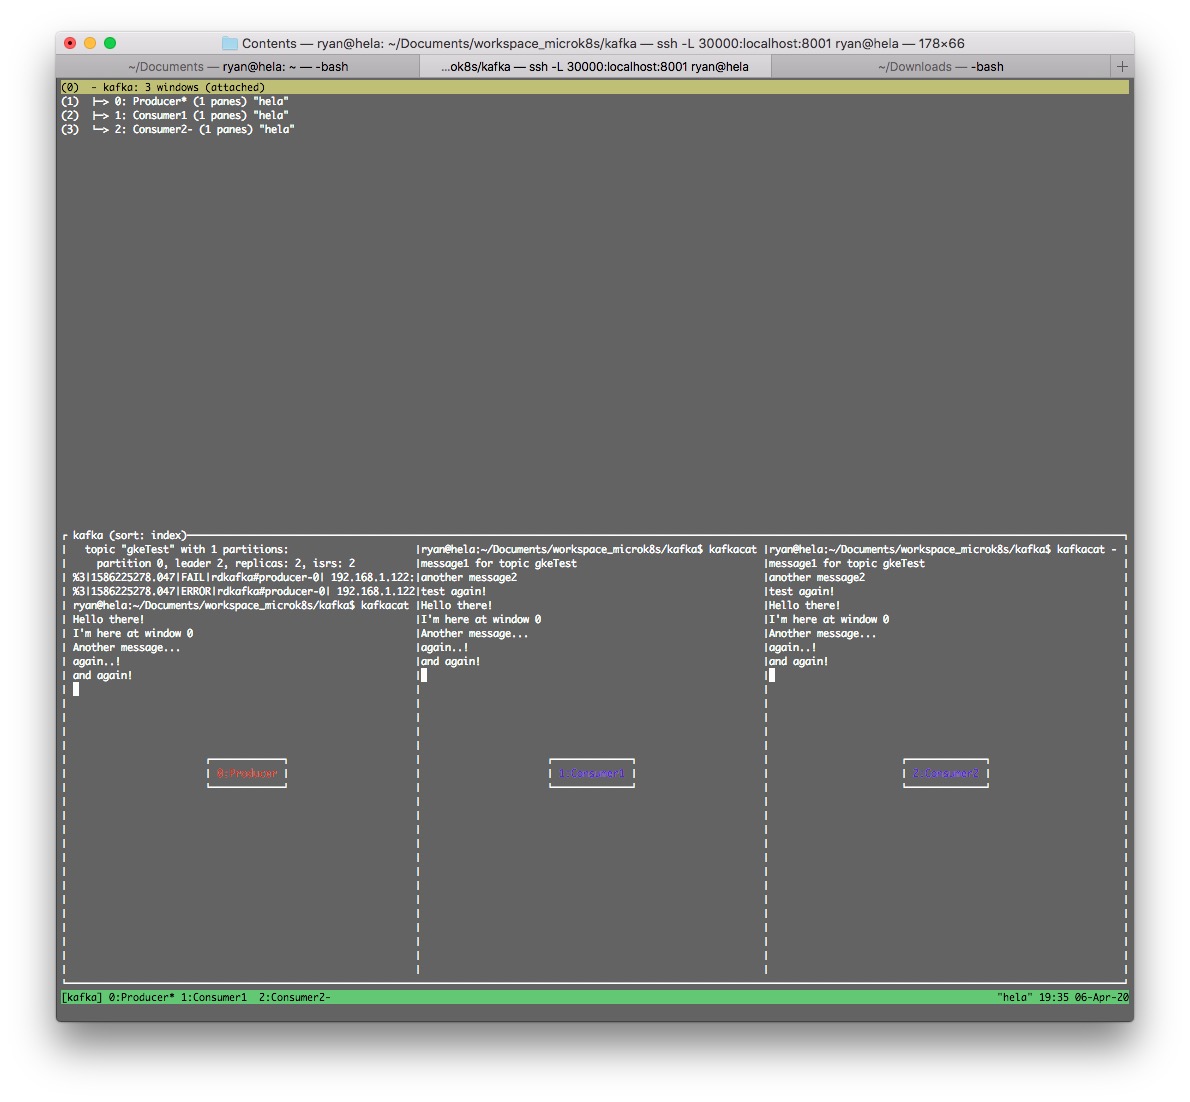 Contents — ryan@hela: ~/Documents/workspace_microk8s/kafka — ssh -L 30000:localhost:8001 ryan@hela — 178×66
~/Documents — ryan@hela: ~ — -bash
...ok8s/kafka — ssh -L 30000:localhost:8001 ryan@hela
~/Downloads — -bash
+
(0) - kafka: 3 windows (attached)
(1) ├─> 0: Producer* (1 panes) "hela"
(2) ├─> 1: Consumer1 (1 panes) "hela"
(3) └─> 2: Consumer2- (1 panes) "hela"
kafka (sort: index)
topic "gkeTest" with 1 partitions:
partition 0, leader 2, replicas: 2, isrs: 2
%3|1586225278.047|FAIL|rdkafka#producer-0| 192.168.1.122:
%3|1586225278.047|ERROR|rdkafka#producer-0| 192.168.1.122
ryan@hela:~/Documents/workspace_microk8s/kafka$ kafkacat
Hello there!
I'm here at window 0
Another message...
again..!
and again!
0:Producer
ryan@hela:~/Documents/workspace_microk8s/kafka$ kafkacat
message1 for topic gkeTest
another message2
test again!
Hello there!
I'm here at window 0
Another message...
again..!
and again!
1:Consumer1
ryan@hela:~/Documents/workspace_microk8s/kafka$ kafkacat -
message1 for topic gkeTest
another message2
test again!
Hello there!
I'm here at window 0
Another message...
again..!
and again!
2:Consumer2
[kafka] 0:Producer* 1:Consumer1 2:Consumer2-
"hela" 19:35 06-Apr-20